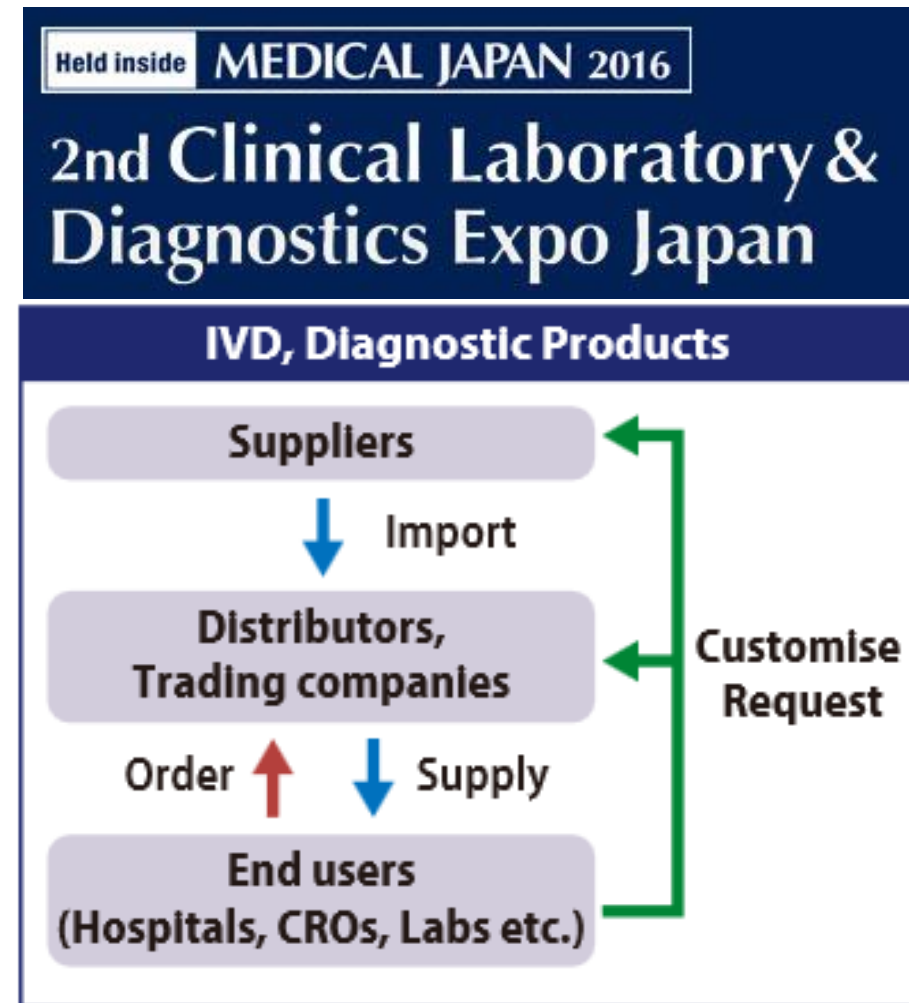 Held inside MEDICAL JAPAN 2016
2nd Clinical Laboratory &
Diagnostics Expo Japan
IVD, Diagnostic Products
Suppliers
Import
Distributors,
Trading companies
Customise
Request
Order
Supply
End users
(Hospitals, CROs, Labs etc.)